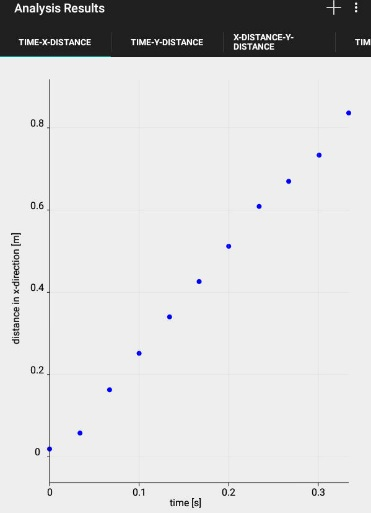 Analysis Results
TIME-X-DISTANCE
TIME-Y-DISTANCE
X-DISTANCE-Y-
DISTANCE
TIM
0.8
0.6
0.4
0.2
0
distance in x-direction [m]
0
0.1
0.2
0.3
time [s]